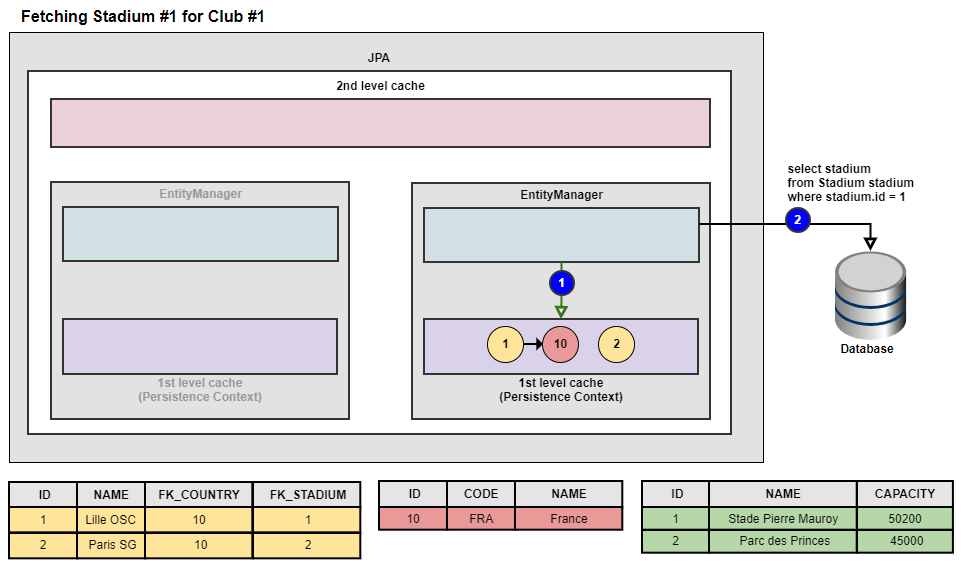 Fetching Stadium #1 for Club #1
JPA
2nd level cache
EntityManager
1st level cache
(Persistence Context)
EntityManager
1
1
10
2
1st level cache
(Persistence Context)
select stadium
from Stadium stadium
where stadium.id = 1
2
Database
ID NAME FK_COUNTRY FK_STADIUM
1 Lille OSC 10 1
2 Paris SG 10 2
ID CODE NAME
10 FRA France
ID NAME CAPACITY
1 Stade Pierre Mauroy 50200
2 Parc des Princes 45000